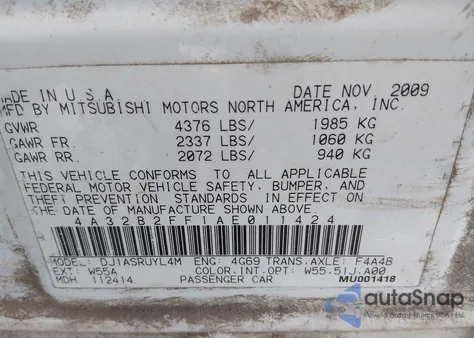 MADE IN U.S.A DATE NOV. 2009
MFD BY MITSUBISHI MOTORS NORTH AMERICA, INC.
GVWR 4376 LBS/ 1985 KG
GAWR FR. 2337 LBS/ 1060 KG
GAWR RR. 2072 LBS/ 940 KG
THIS VEHICLE CONFORMS TO ALL APPLICABLE
FEDERAL MOTOR VEHICLE SAFETY, BUMPER, AND
THEFT PREVENTION STANDARDS IN EFFECT ON
THE DATE OF MANUFACTURE SHOWN ABOVE.
4A32B2FF1AE011424
MODEL: DJ1ASRUYL4M ENG: 4G69 TRANS.AXLE: F4A4B
EXT: W55A COLOR.INT.OPT: W55.51J.A00
MDH 112414 PASSENGER CAR MU001418
autoSnap